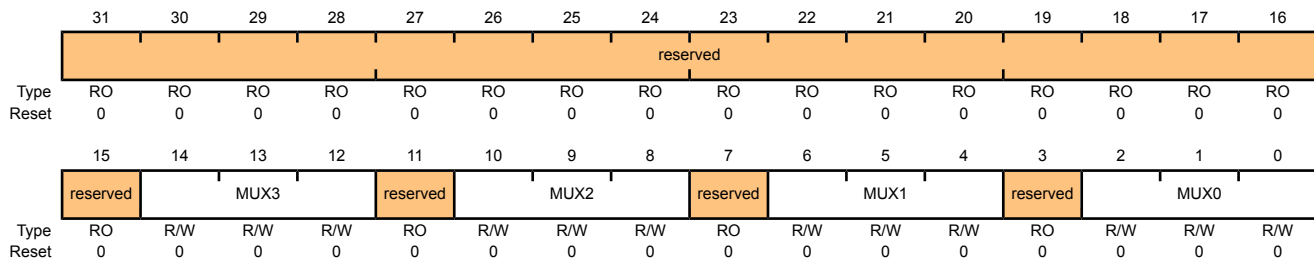 31 30 29 28 27 26 25 24 23 22 21 20 19 18 17 16
reserved
Type RO RO RO RO RO RO RO RO RO RO RO RO RO RO RO RO
Reset 0 0 0 0 0 0 0 0 0 0 0 0 0 0 0 0
15 14 13 12 11 10 9 8 7 6 5 4 3 2 1 0
reserved MUX3 reserved MUX2 reserved MUX1 reserved MUX0
Type RO R/W R/W R/W RO R/W R/W R/W RO R/W R/W R/W RO R/W R/W R/W
Reset 0 0 0 0 0 0 0 0 0 0 0 0 0 0 0 0